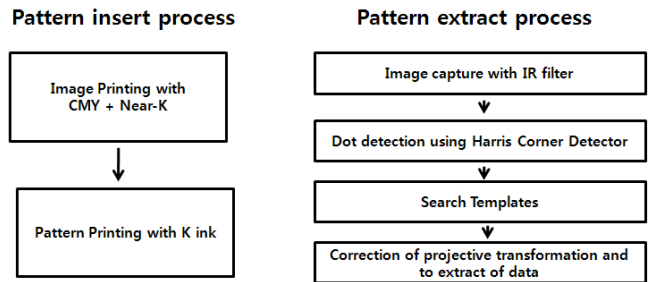 Pattern insert process
Image Printing with
CMY + Near-K
Pattern Printing with K ink
Pattern extract process
Image capture with IR filter
Dot detection using Harris Corner Detector
Search Templates
Correction of projective transformation and
to extract of data